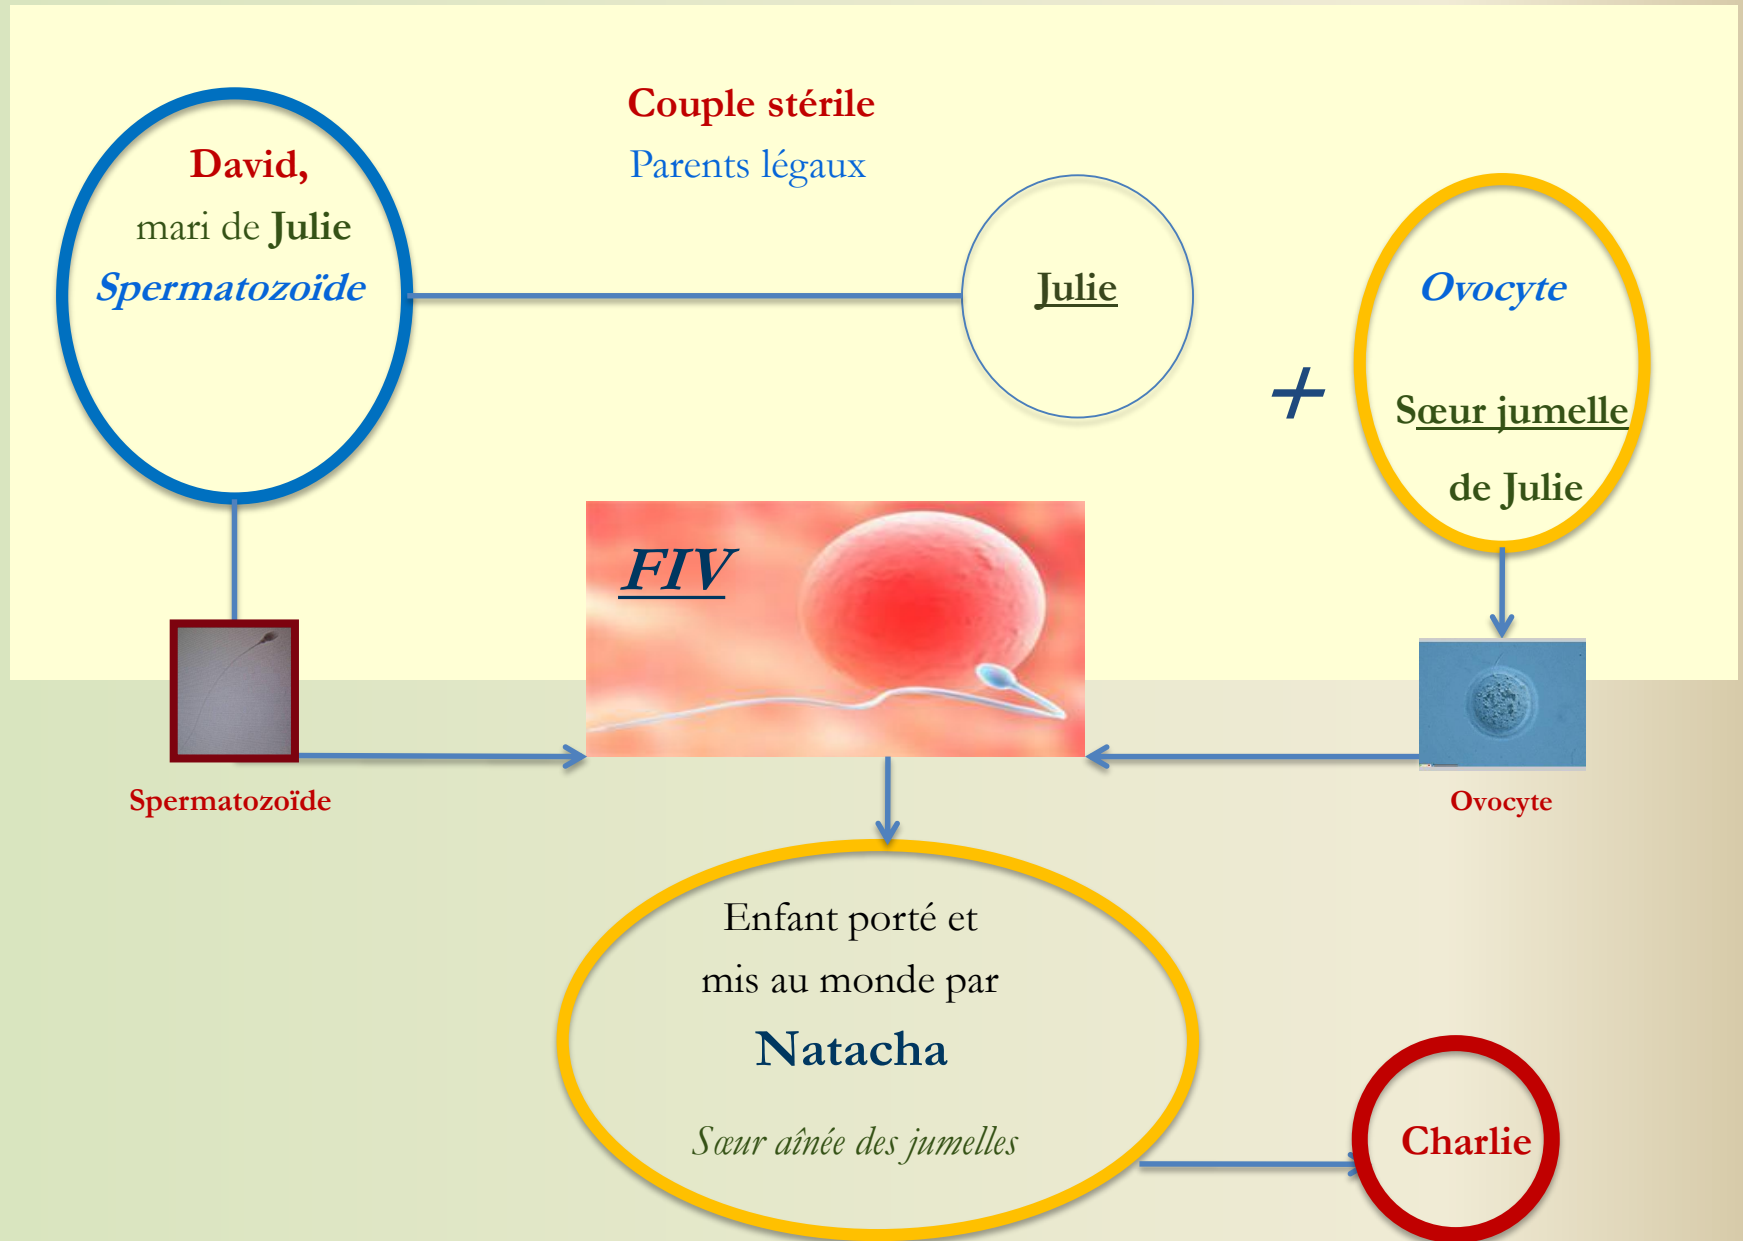 Couple stérile
Parents légaux
David,
mari de Julie
Spermatozoïde
Julie
+
Ovocyte
Sœur jumelle
de Julie
FIV
Spermatozoïde
Ovocyte
Enfant porté et
mis au monde par
Natacha
Sœur aînée des jumelles
Charlie